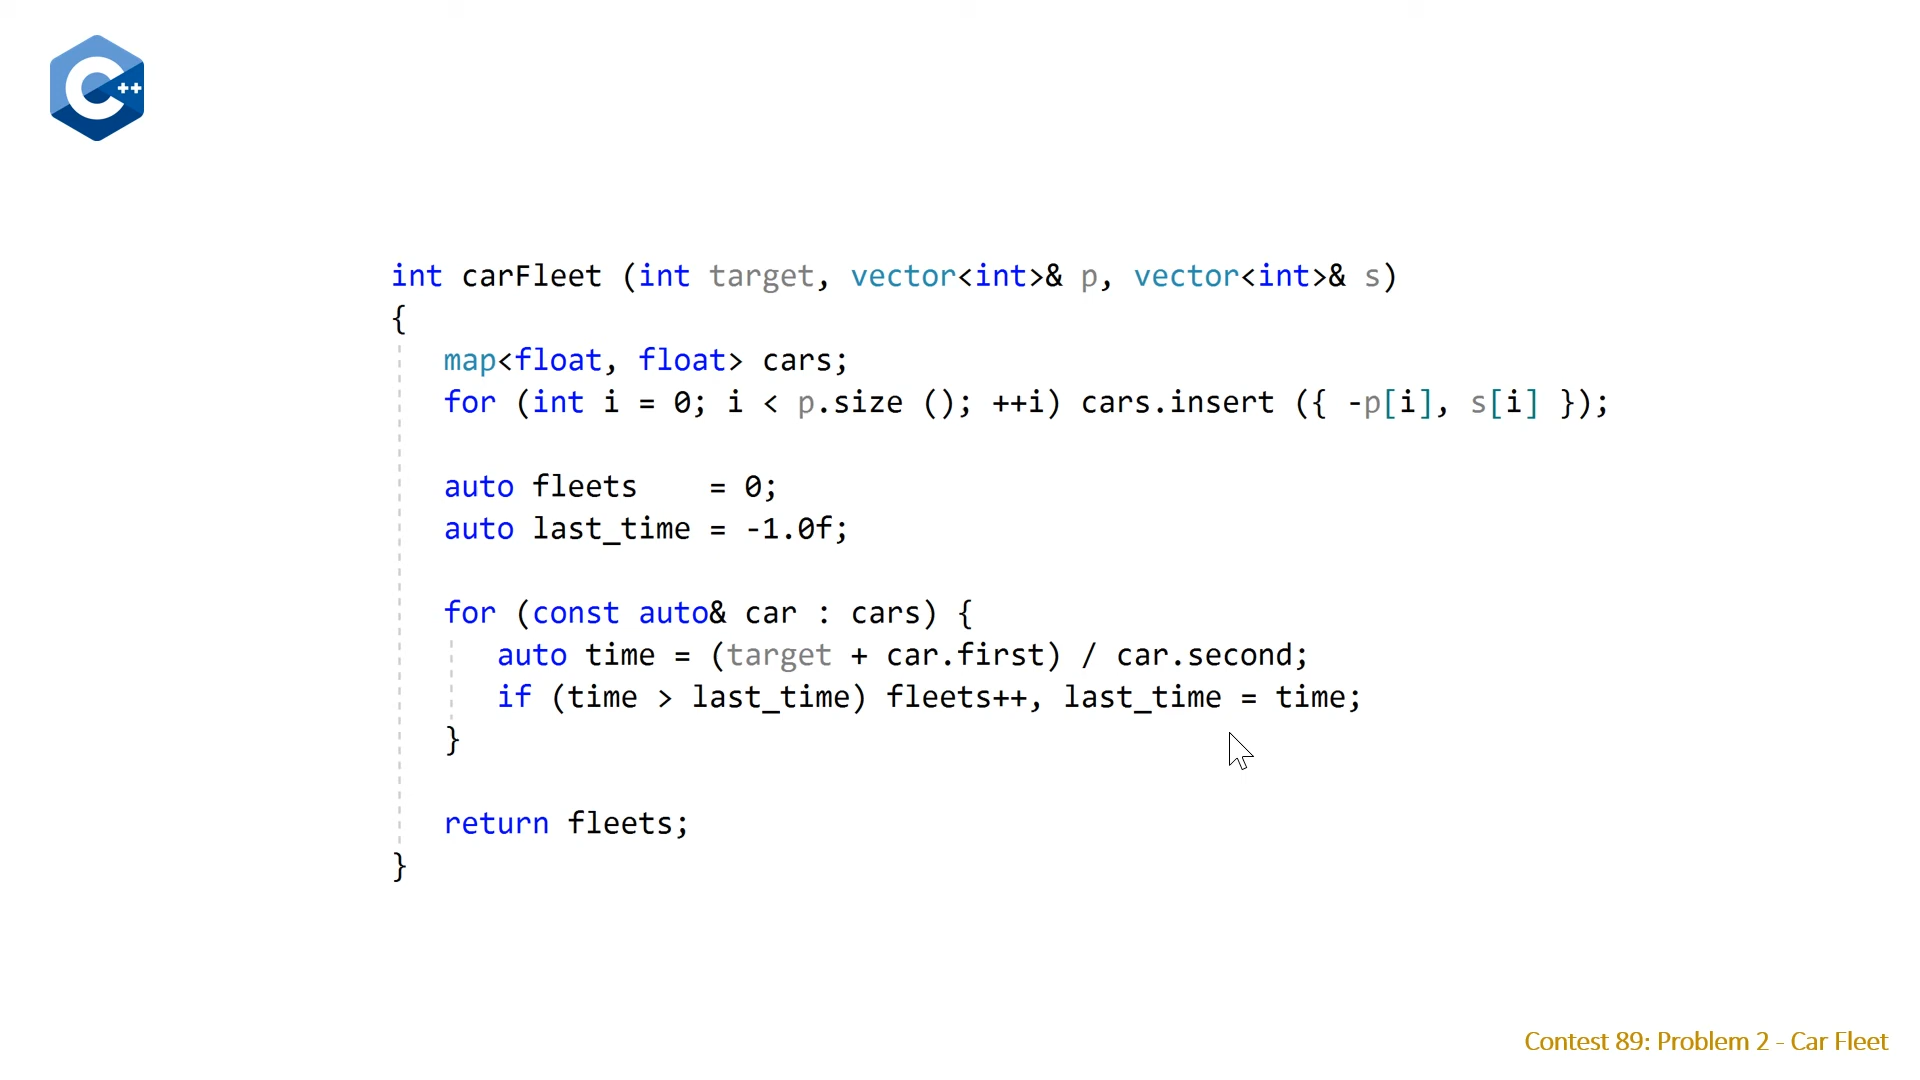 C++
int carFleet (int target, vector<int>& p, vector<int>& s)
{
map<float, float> cars;
for (int i = 0; i < p.size (); ++i) cars.insert ({ -p[i], s[i] });
auto fleets    = 0;
auto last_time = -1.0f;
for (const auto& car : cars) {
auto time = (target + car.first) / car.second;
if (time > last_time) fleets++, last_time = time;
}
return fleets;
}
Contest 89: Problem 2 - Car Fleet